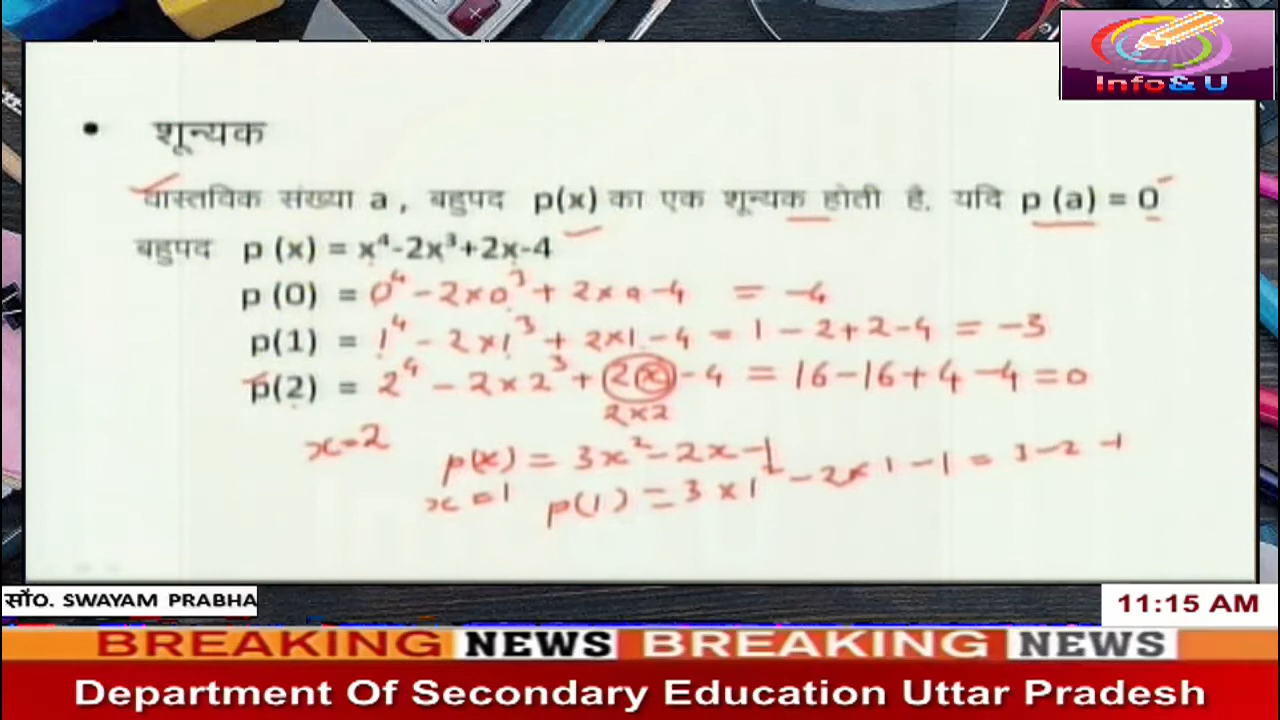 Info & U
• शून्यक
वास्तविक संख्या a , बहुपद p(x) का एक शून्यक होती है. यदि p (a) = 0
बहुपद p (x) = x⁴-2x³+2x-4
p (0) = 0⁴ - 2×0³ + 2×0-4 = -4
p(1) = 1⁴ - 2×1³ + 2×1-4 = 1-2+2-4 = -3
p(2) = 2⁴ - 2×2³ + 2x - 4 = 16-16+4-4=0
2×2
x=2
p(x) = 3x²-2x-1
x=1 p(1) = 3×1² -2×1-1 = 3-2-1
सौO. SWAYAM PRABHA
11:15 AM
BREAKING NEWS BREAKING NEWS
Department Of Secondary Education Uttar Pradesh